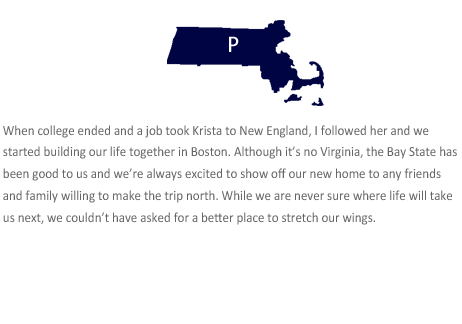 P
When college ended and a job took Krista to New England, I followed her and we
started building our life together in Boston. Although it’s no Virginia, the Bay State has
been good to us and we’re always excited to show off our new home to any friends
and family willing to make the trip north. While we are never sure where life will take
us next, we couldn’t have asked for a better place to stretch our wings.